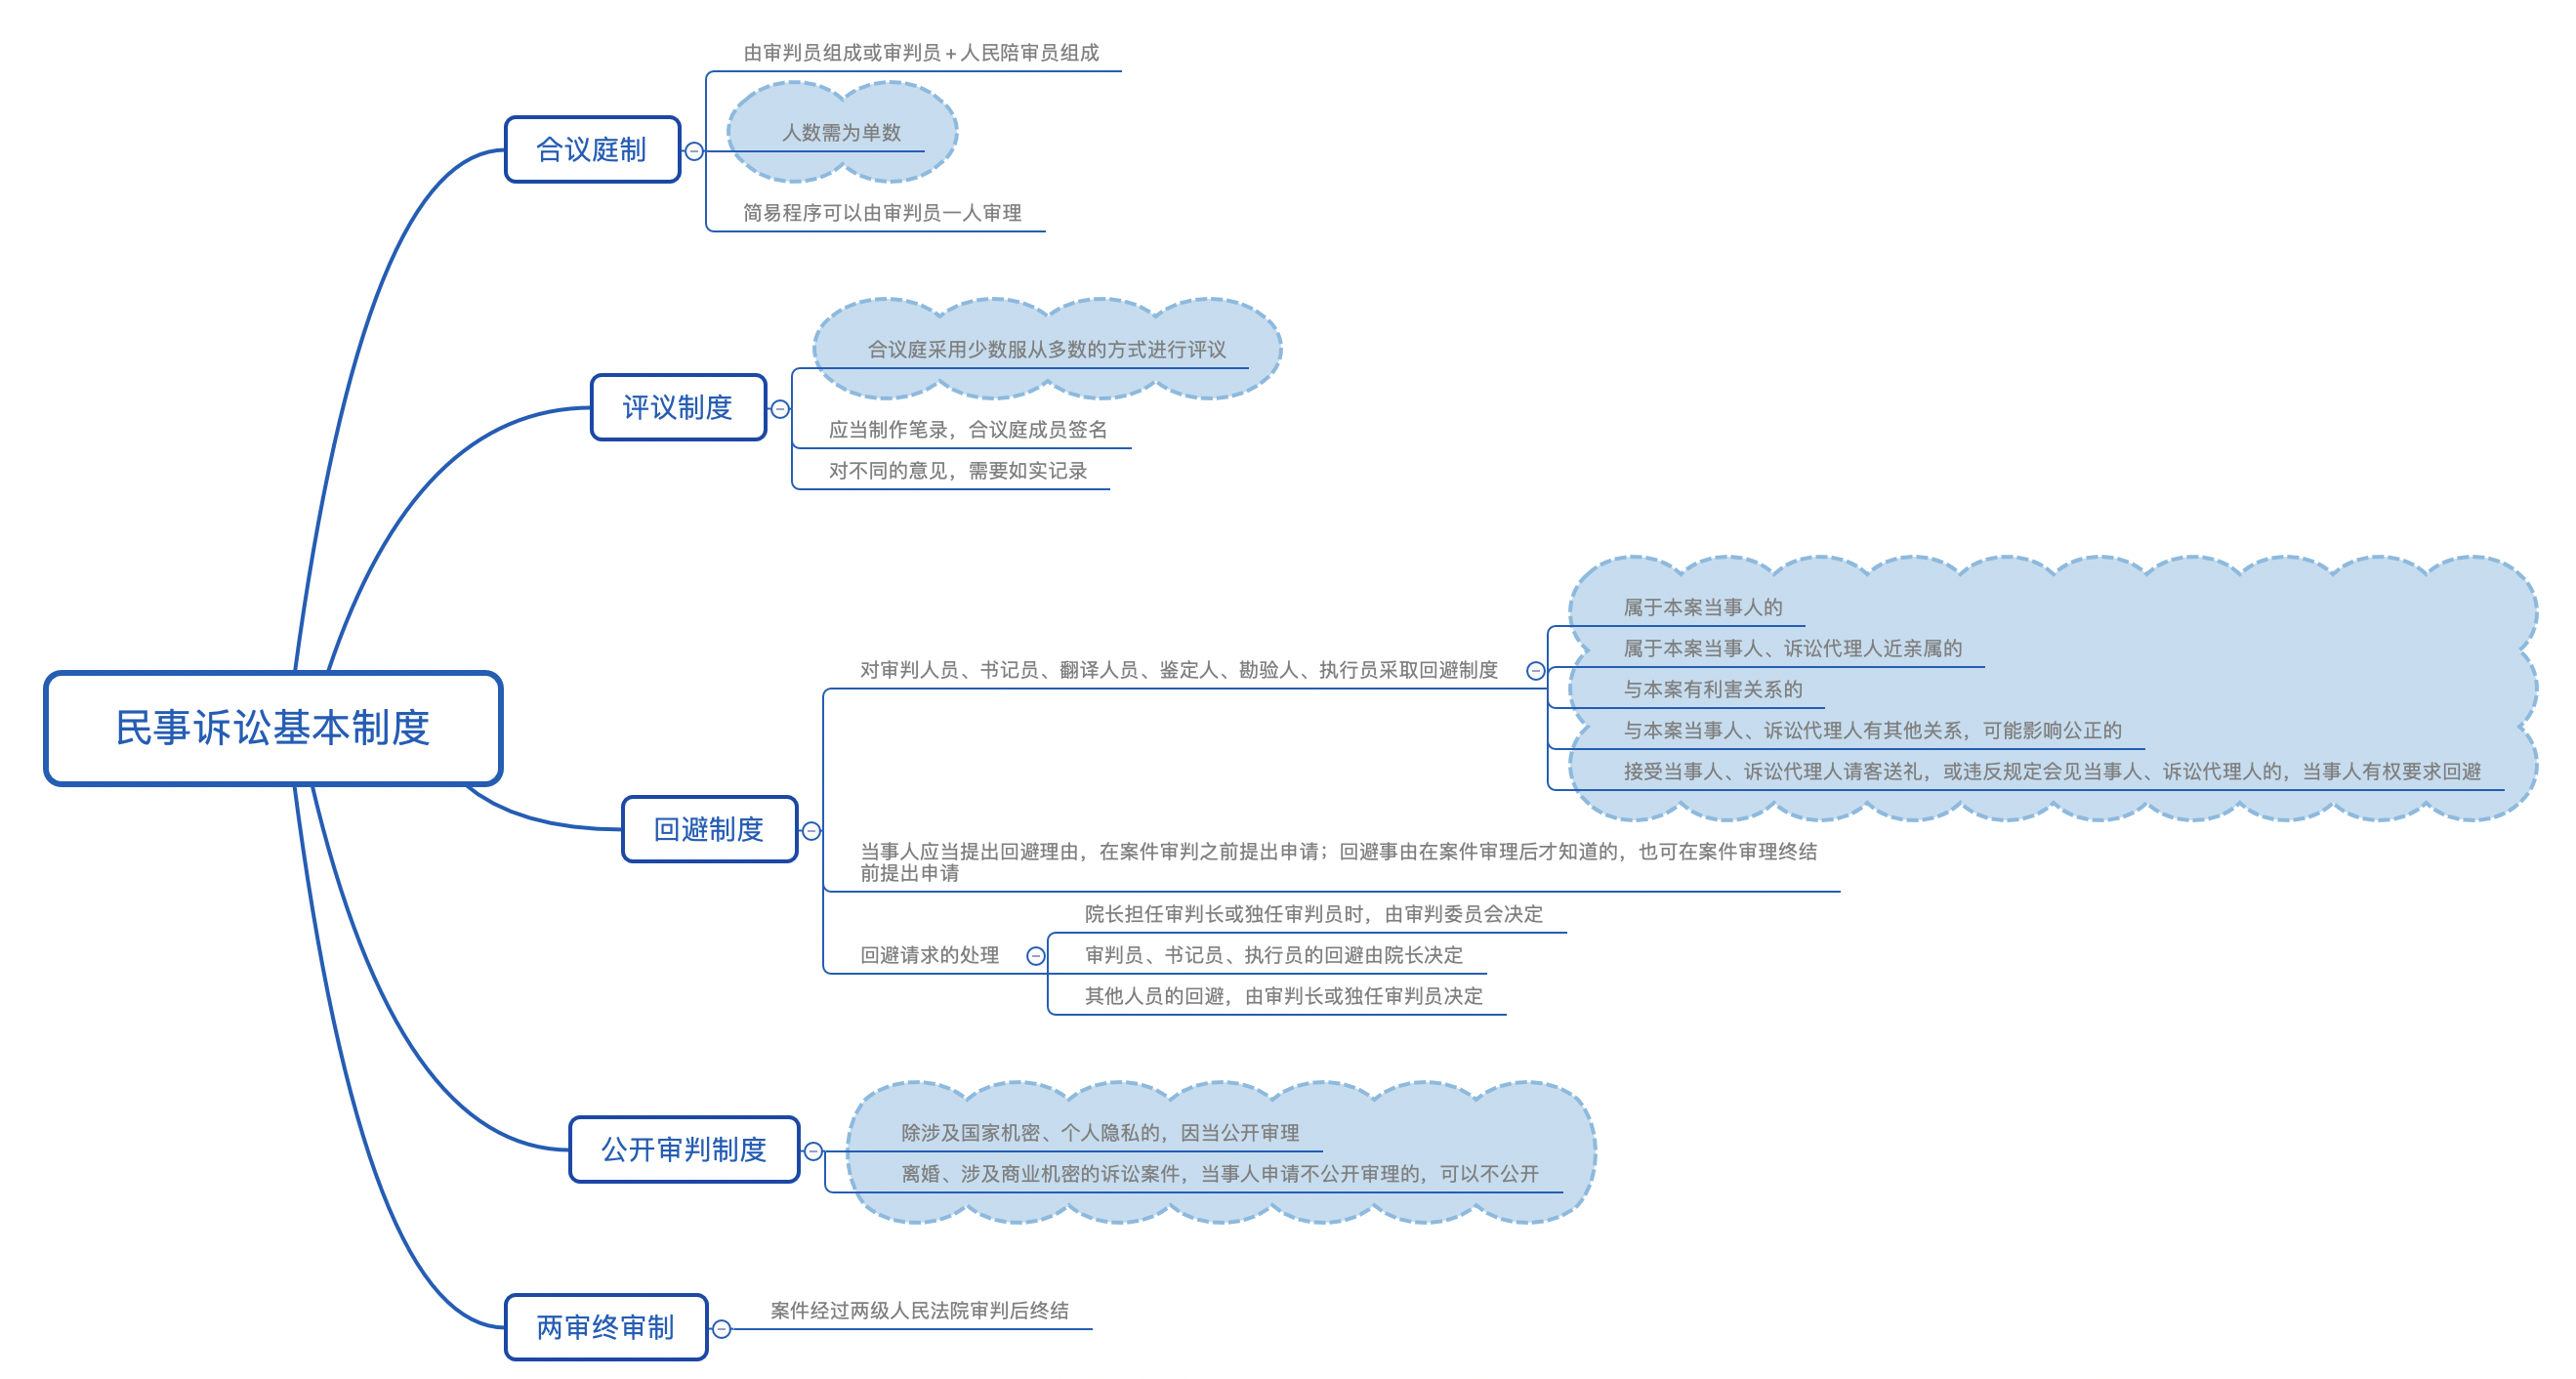 民事诉讼基本制度
合议庭制
由审判员组成或审判员+人民陪审员组成
人数需为单数
简易程序可以由审判员一人审理
评议制度
合议庭采用少数服从多数的方式进行评议
应当制作笔录，合议庭成员签名
对不同的意见，需要如实记录
回避制度
对审判人员、书记员、翻译人员、鉴定人、勘验人、执行员采取回避制度
属于本案当事人的
属于本案当事人、诉讼代理人近亲属的
与本案有利害关系的
与本案当事人、诉讼代理人有其他关系，可能影响公正的
接受当事人、诉讼代理人请客送礼，或违反规定会见当事人、诉讼代理人的，当事人有权要求回避
当事人应当提出回避理由，在案件审判之前提出申请；回避事由在案件审理后才知道的，也可在案件审理终结
前提出申请
回避请求的处理
院长担任审判长或独任审判员时，由审判委员会决定
审判员、书记员、执行员的回避由院长决定
其他人员的回避，由审判长或独任审判员决定
公开审判制度
除涉及国家机密、个人隐私的，因当公开审理
离婚、涉及商业机密的诉讼案件，当事人申请不公开审理的，可以不公开
两审终审制
案件经过两级人民法院审判后终结